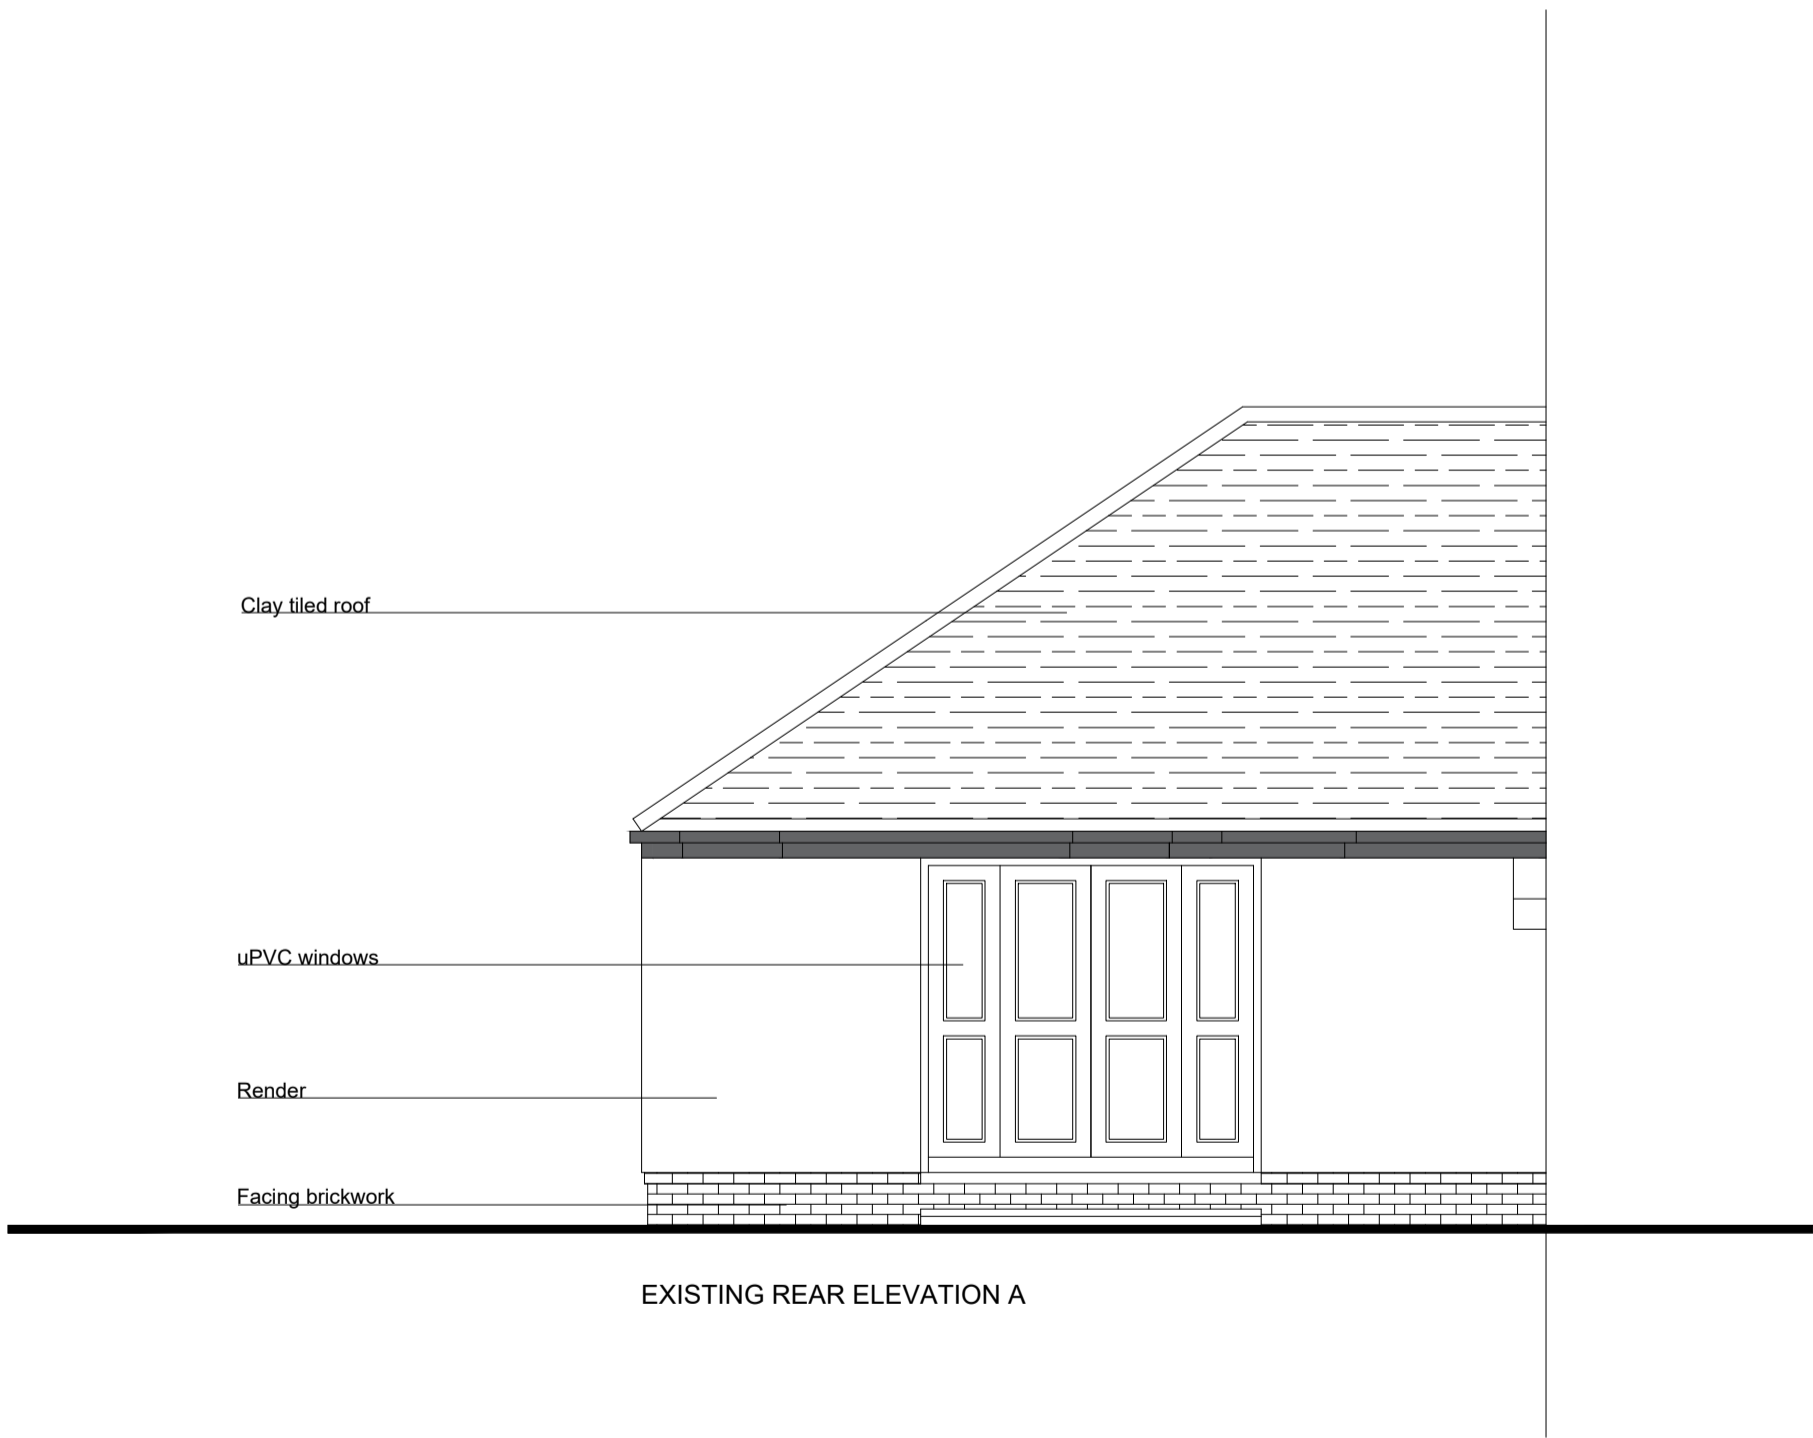 Clay tiled roof
uPVC windows
Render
Facing brickwork
EXISTING REAR ELEVATION A